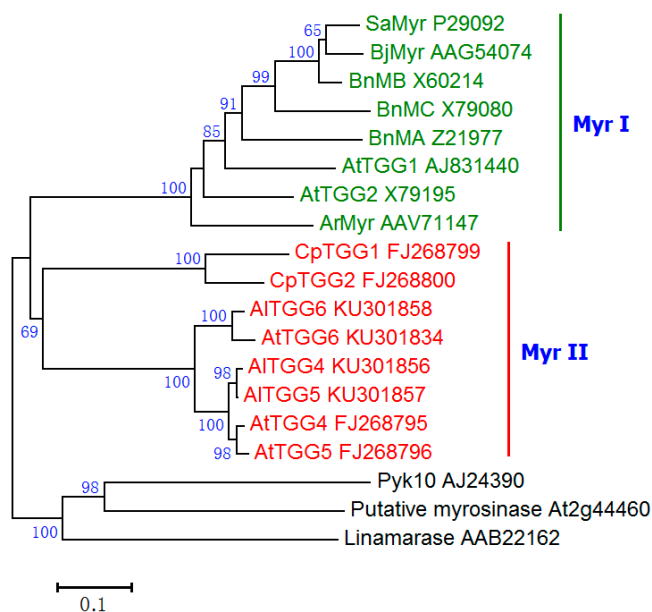 SaMyr P29092
65
BjMyr AAG54074
100
BnMB X60214
99
BnMC X79080
91
Myr I
BnMA Z21977
85
AtTGG1 AJ831440
100
AtTGG2 X79195
ArMyr AAV71147
CpTGG1 FJ268799
100
CpTGG2 FJ268800
AlTGG6 KU301858
100
69
AtTGG6 KU301834
Myr II
AlTGG4 KU301856
98
100
AlTGG5 KU301857
AtTGG4 FJ268795
100
AtTGG5 FJ268796
98
Pyk10 AJ24390
98
Putative myrosinase At2g44460
100
Linamarase AAB22162
0.1